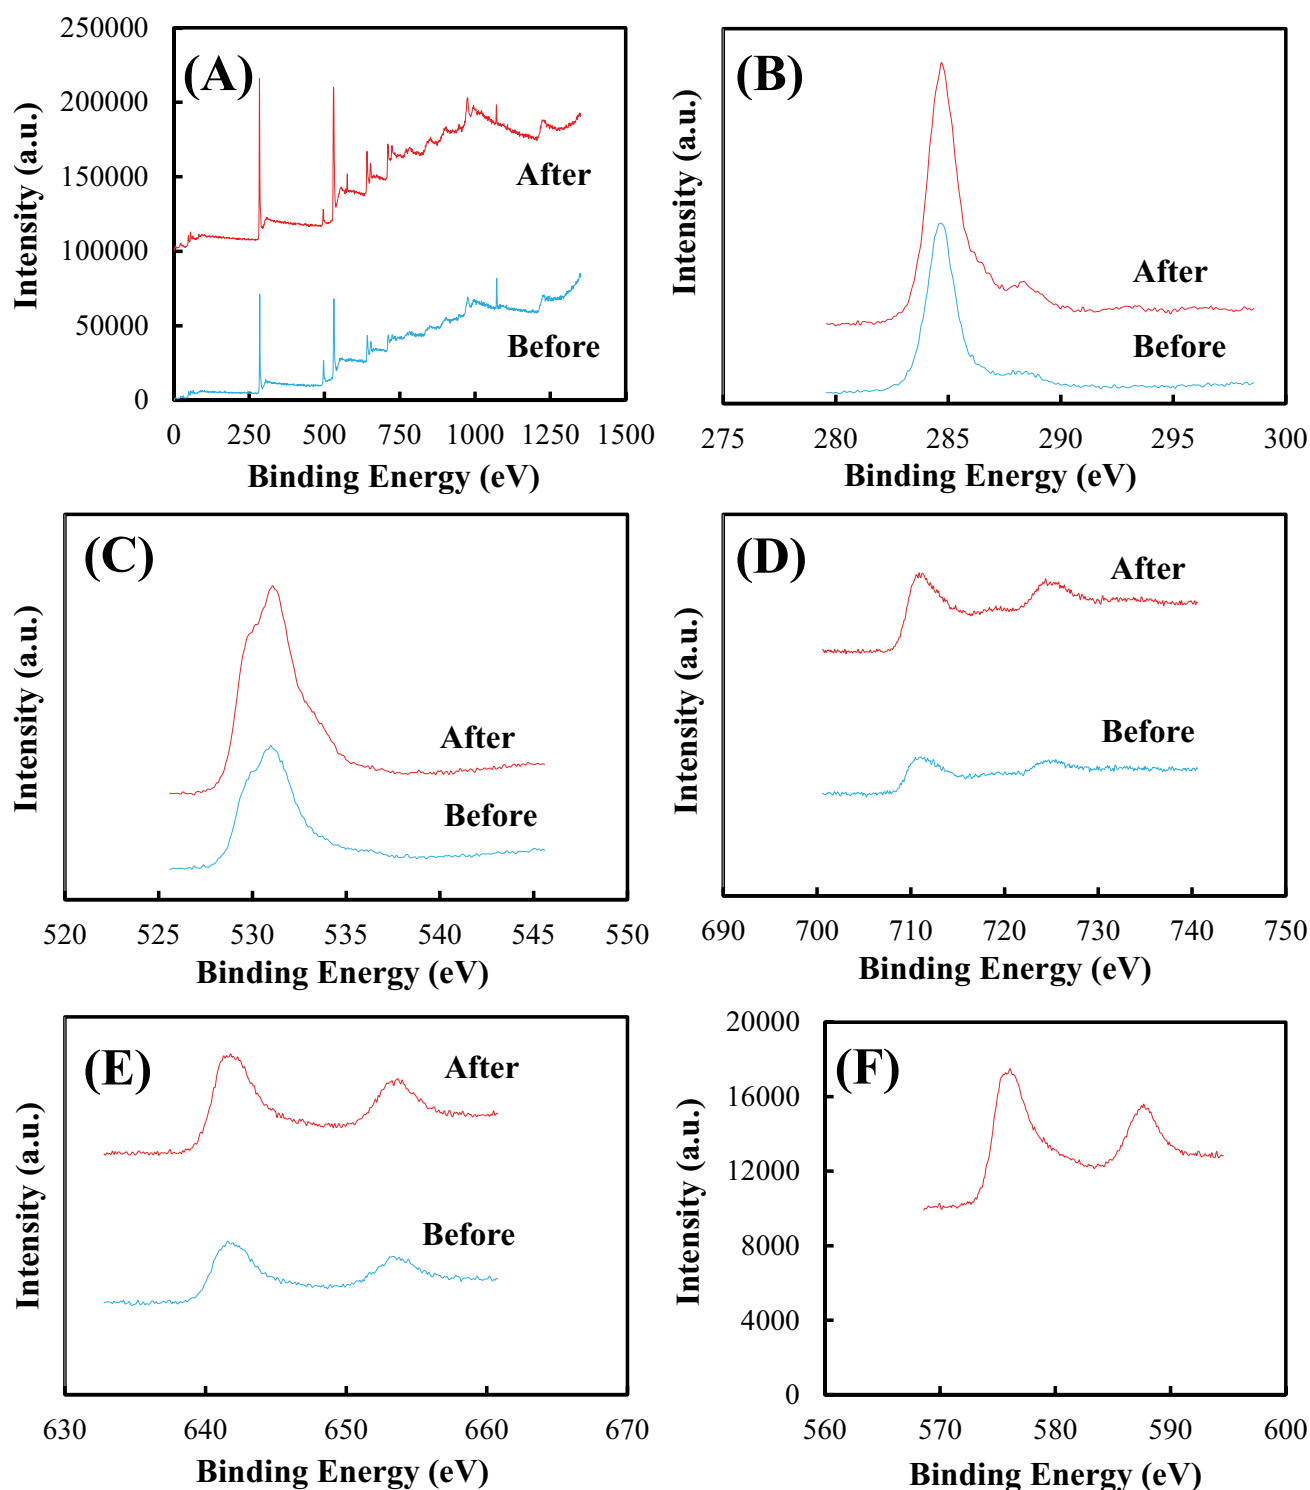 (A)
250000
200000
150000
100000
50000
0
Intensity (a.u.)
After
Before
0 250 500 750 1000 1250 1500
Binding Energy (eV)
(B)
Intensity (a.u.)
After
Before
275 280 285 290 295 300
Binding Energy (eV)
(C)
Intensity (a.u.)
After
Before
520 525 530 535 540 545 550
Binding Energy (eV)
(D)
Intensity (a.u.)
After
Before
690 700 710 720 730 740 750
Binding Energy (eV)
(E)
Intensity (a.u.)
After
Before
630 640 650 660 670
Binding Energy (eV)
(F)
20000
16000
12000
8000
4000
0
Intensity (a.u.)
560 570 580 590 600
Binding Energy (eV)